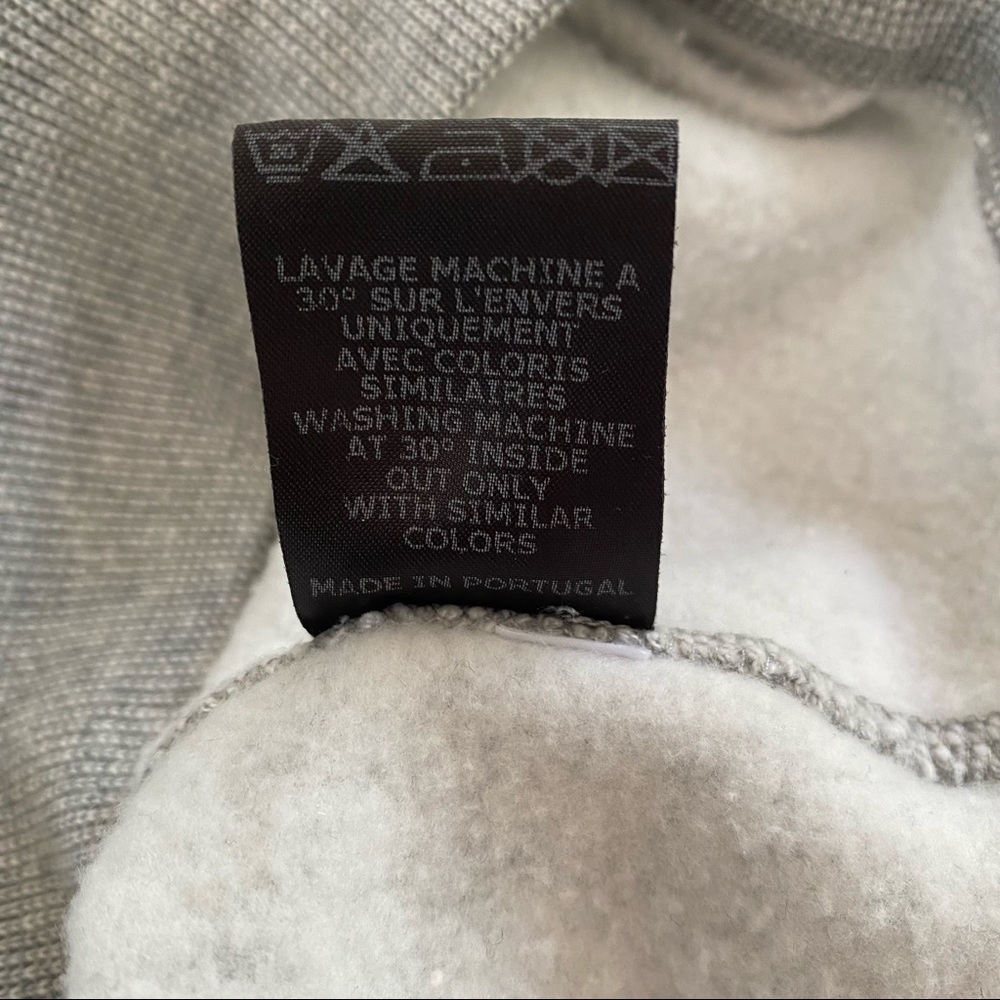 LAVAGE MACHINE A
30° SUR L'ENVERS
UNIQUEMENT
AVEC COLORIS
SIMILAIRES
WASHING MACHINE
AT 30° INSIDE
OUT ONLY
WITH SIMILAR
COLORS
MADE IN PORTUGAL